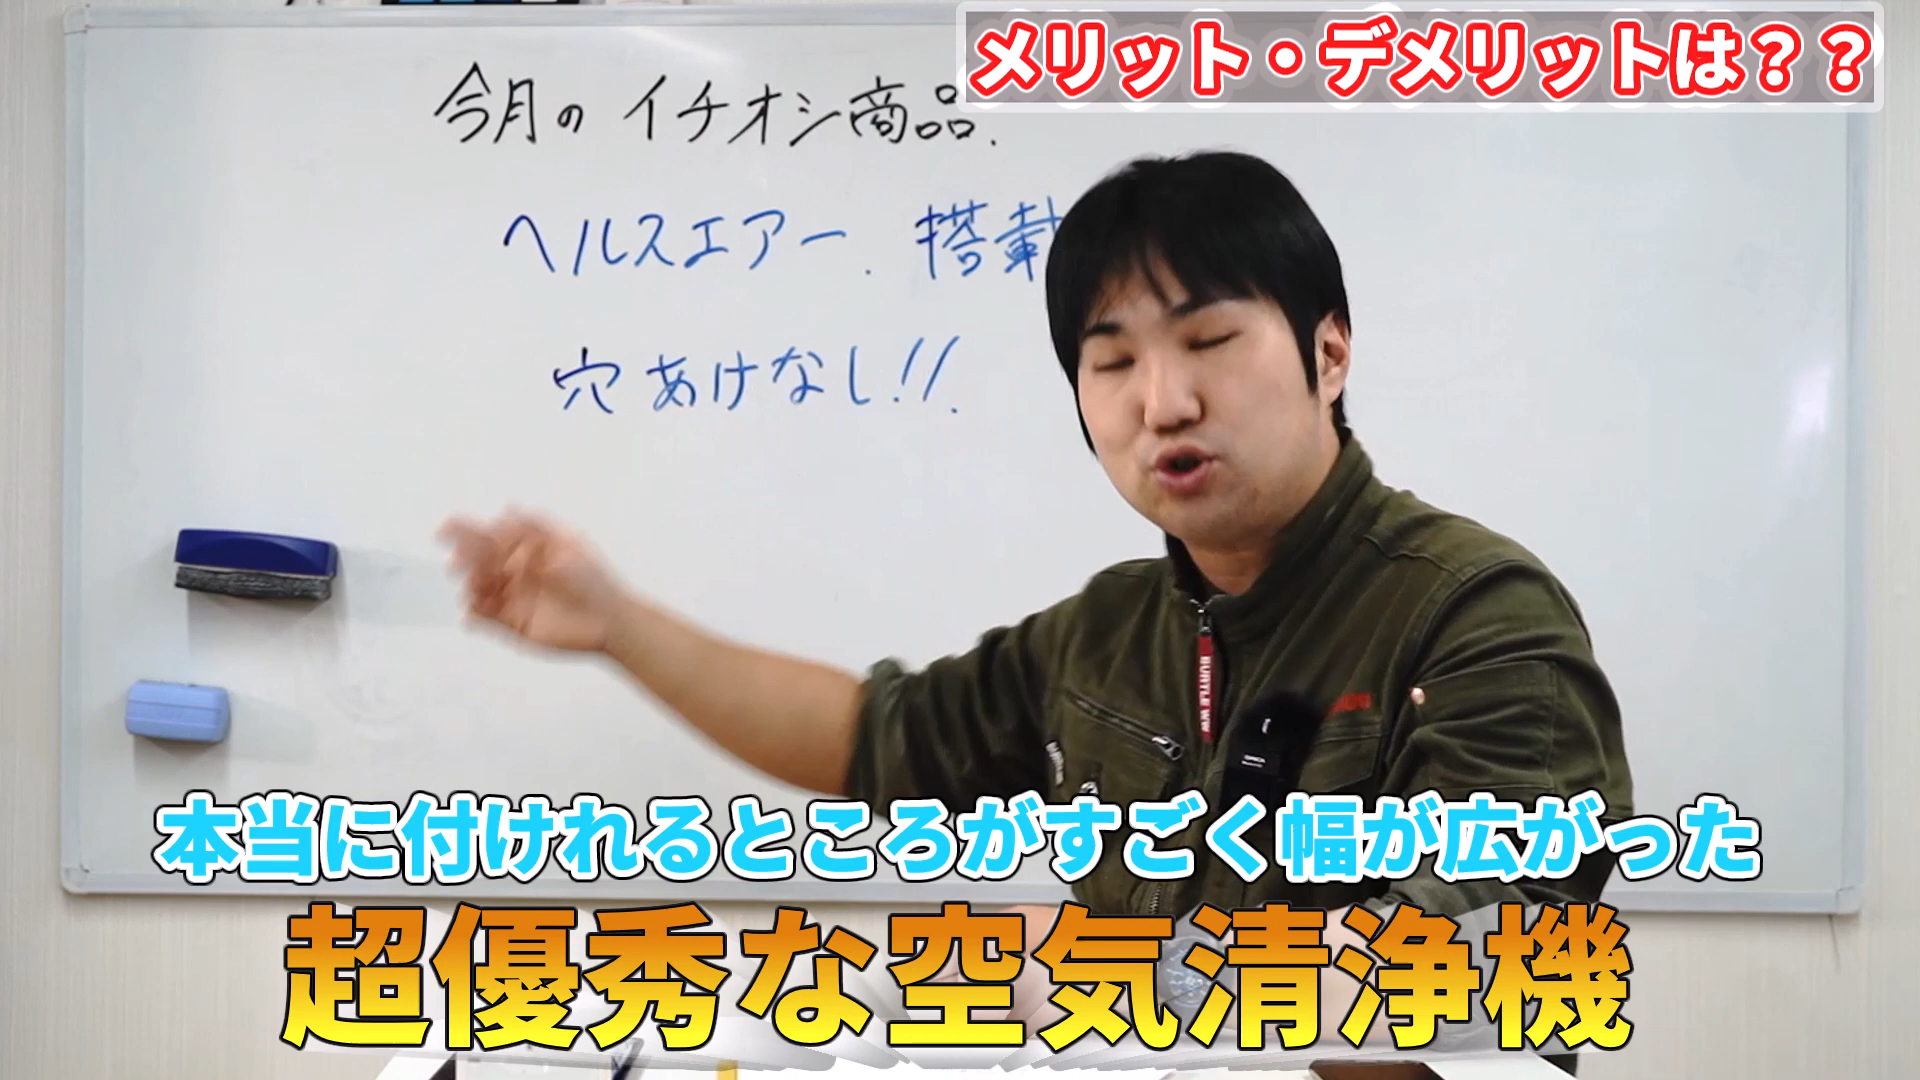 メリット・デメリットは？？
今月のイチオシ商品.
ヘルスエアー.搭載
穴あけなし!!.
BURTLE WW
本当に付けれるところがすごく幅が広がった
超優秀な空気清浄機